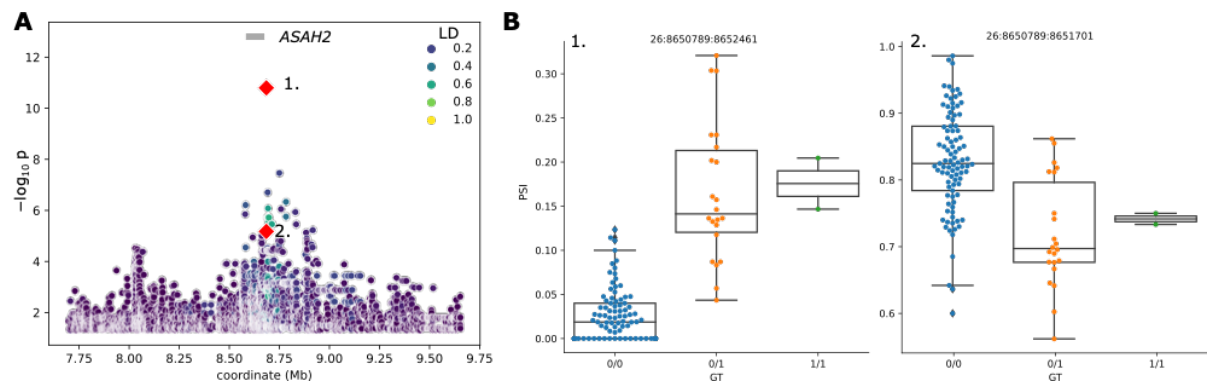 A
ASAH2
LD
0.2
0.4
0.6
0.8
1.0
1.
2.
−log10 p
12
10
8
6
4
2
7.75 8.00 8.25 8.50 8.75 9.00 9.25 9.50 9.75
coordinate (Mb)
B
1.
26:8650789:8652461
PSI
0.30
0.25
0.20
0.15
0.10
0.05
0.00
0/0 0/1 1/1
GT
2.
26:8650789:8651701
1.0
0.9
0.8
0.7
0.6
0/0 0/1 1/1
GT